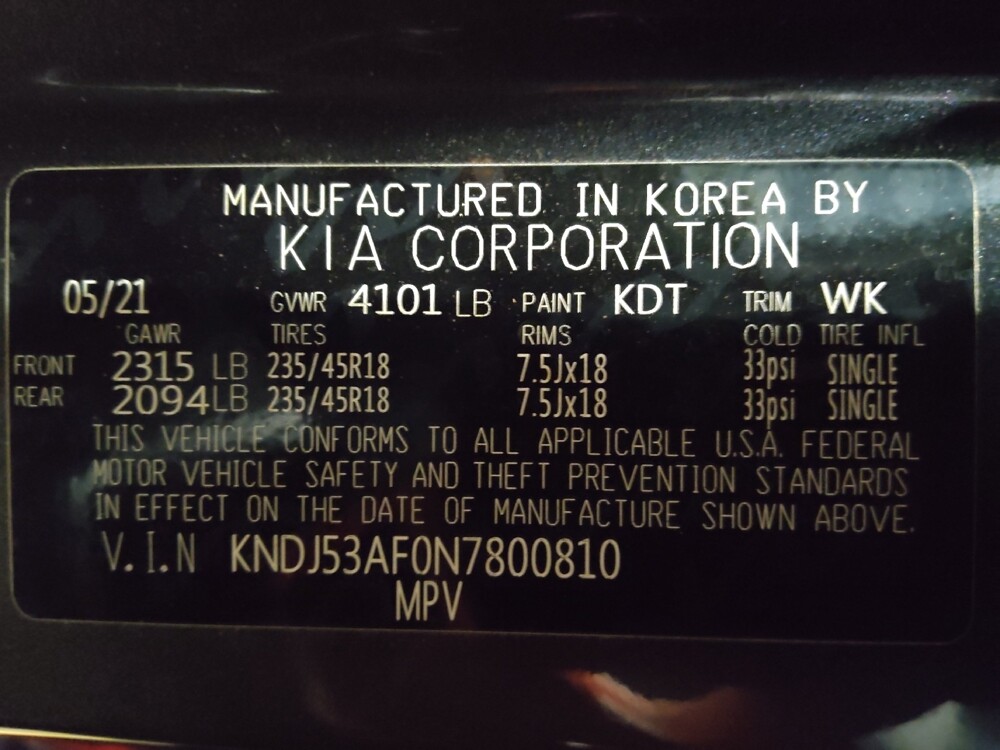 MANUFACTURED IN KOREA BY
KIA CORPORATION
05/21 GVWR 4101 LB PAINT KDT TRIM WK
GAWR TIRES RIMS COLD TIRE INFL
FRONT 2315 LB 235/45R18 7.5Jx18 33psi SINGLE
REAR 2094 LB 235/45R18 7.5Jx18 33psi SINGLE
THIS VEHICLE CONFORMS TO ALL APPLICABLE U.S.A. FEDERAL
MOTOR VEHICLE SAFETY AND THEFT PREVENTION STANDARDS
IN EFFECT ON THE DATE OF MANUFACTURE SHOWN ABOVE.
V.I.N KNDJ53AF0N7800810
MPV